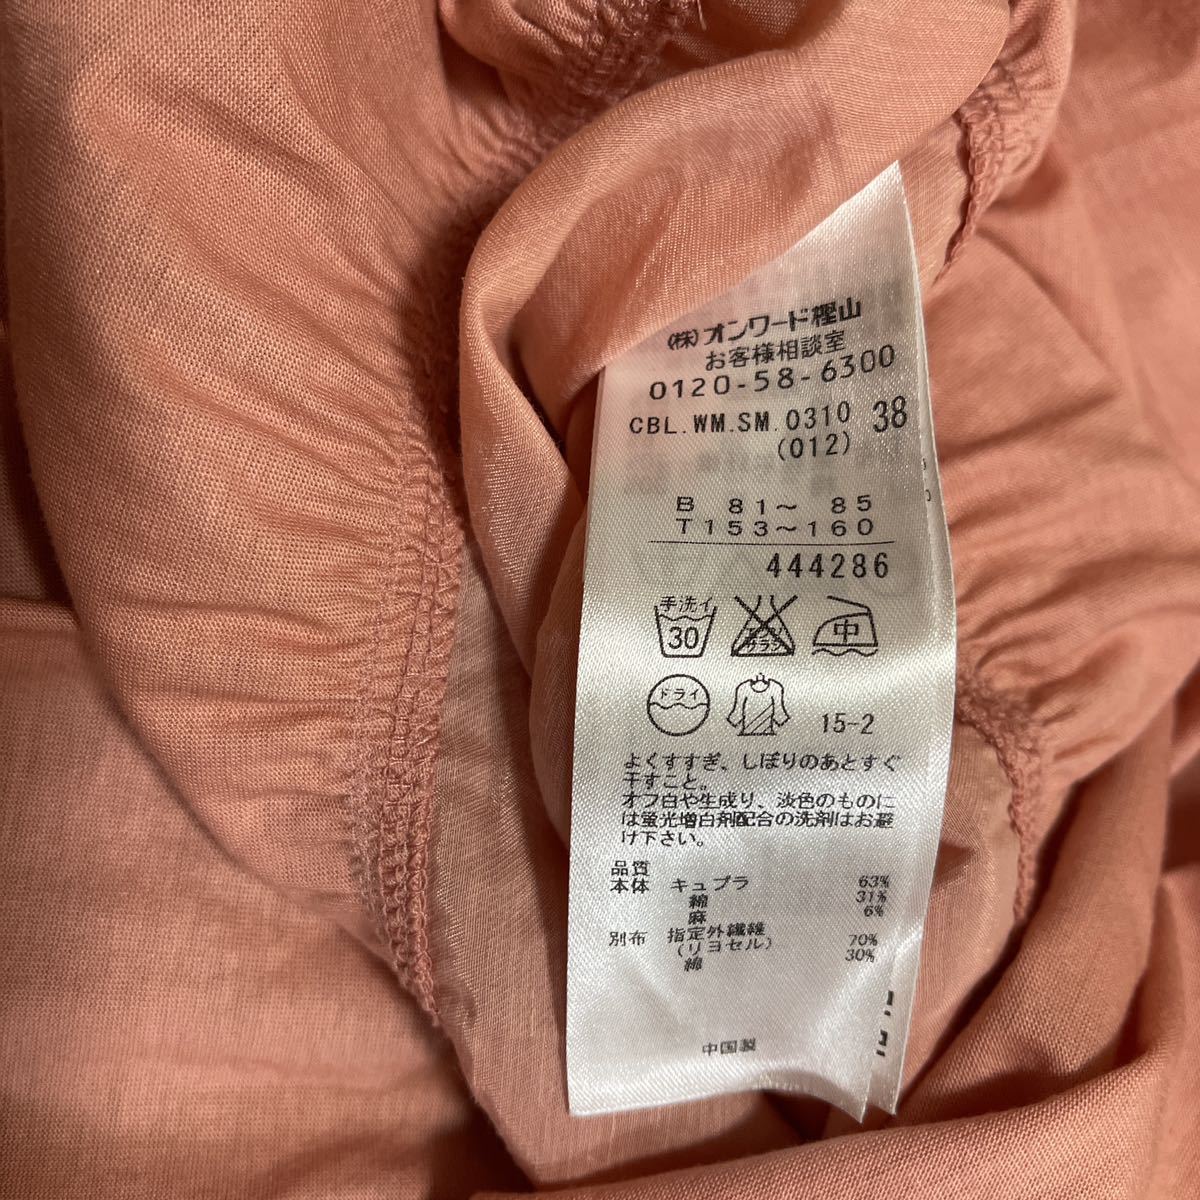 (株)オンワード樫山
お客様相談室
0120-58-6300
CBL.WM.SM.0310 38
(012)
B 81～ 85
T153～160
444286
手洗イ
30
エンソ
サラシ
中
ドライ
15-2
よくすすぎ、しぼりのあとすぐ
干すこと。
オフ白や生成り、淡色のものに
は蛍光増白剤配合の洗剤はお避
け下さい。
品質
本体 キュプラ 63%
綿 31%
麻 6%
別布 指定外繊維
(リヨセル) 70%
綿 30%
中国製